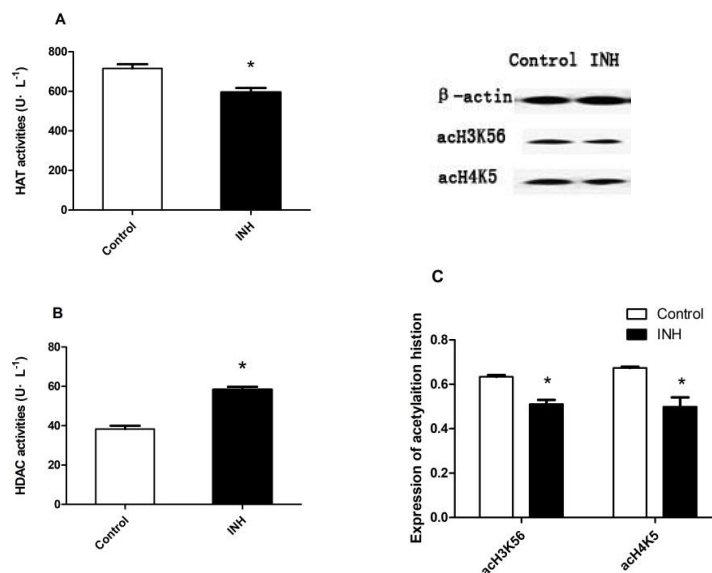 A
HAT activities (U· L⁻¹)
800
600
400
200
0
*
Control
INH
Control INH
β-actin
acH3K56
acH4K5
B
HDAC activities (U· L⁻¹)
80
60
40
20
0
*
Control
INH
C
Control
INH
Expression of acetylaition histion
0.8
0.6
0.4
0.2
0.0
*
*
acH3K56
acH4K5